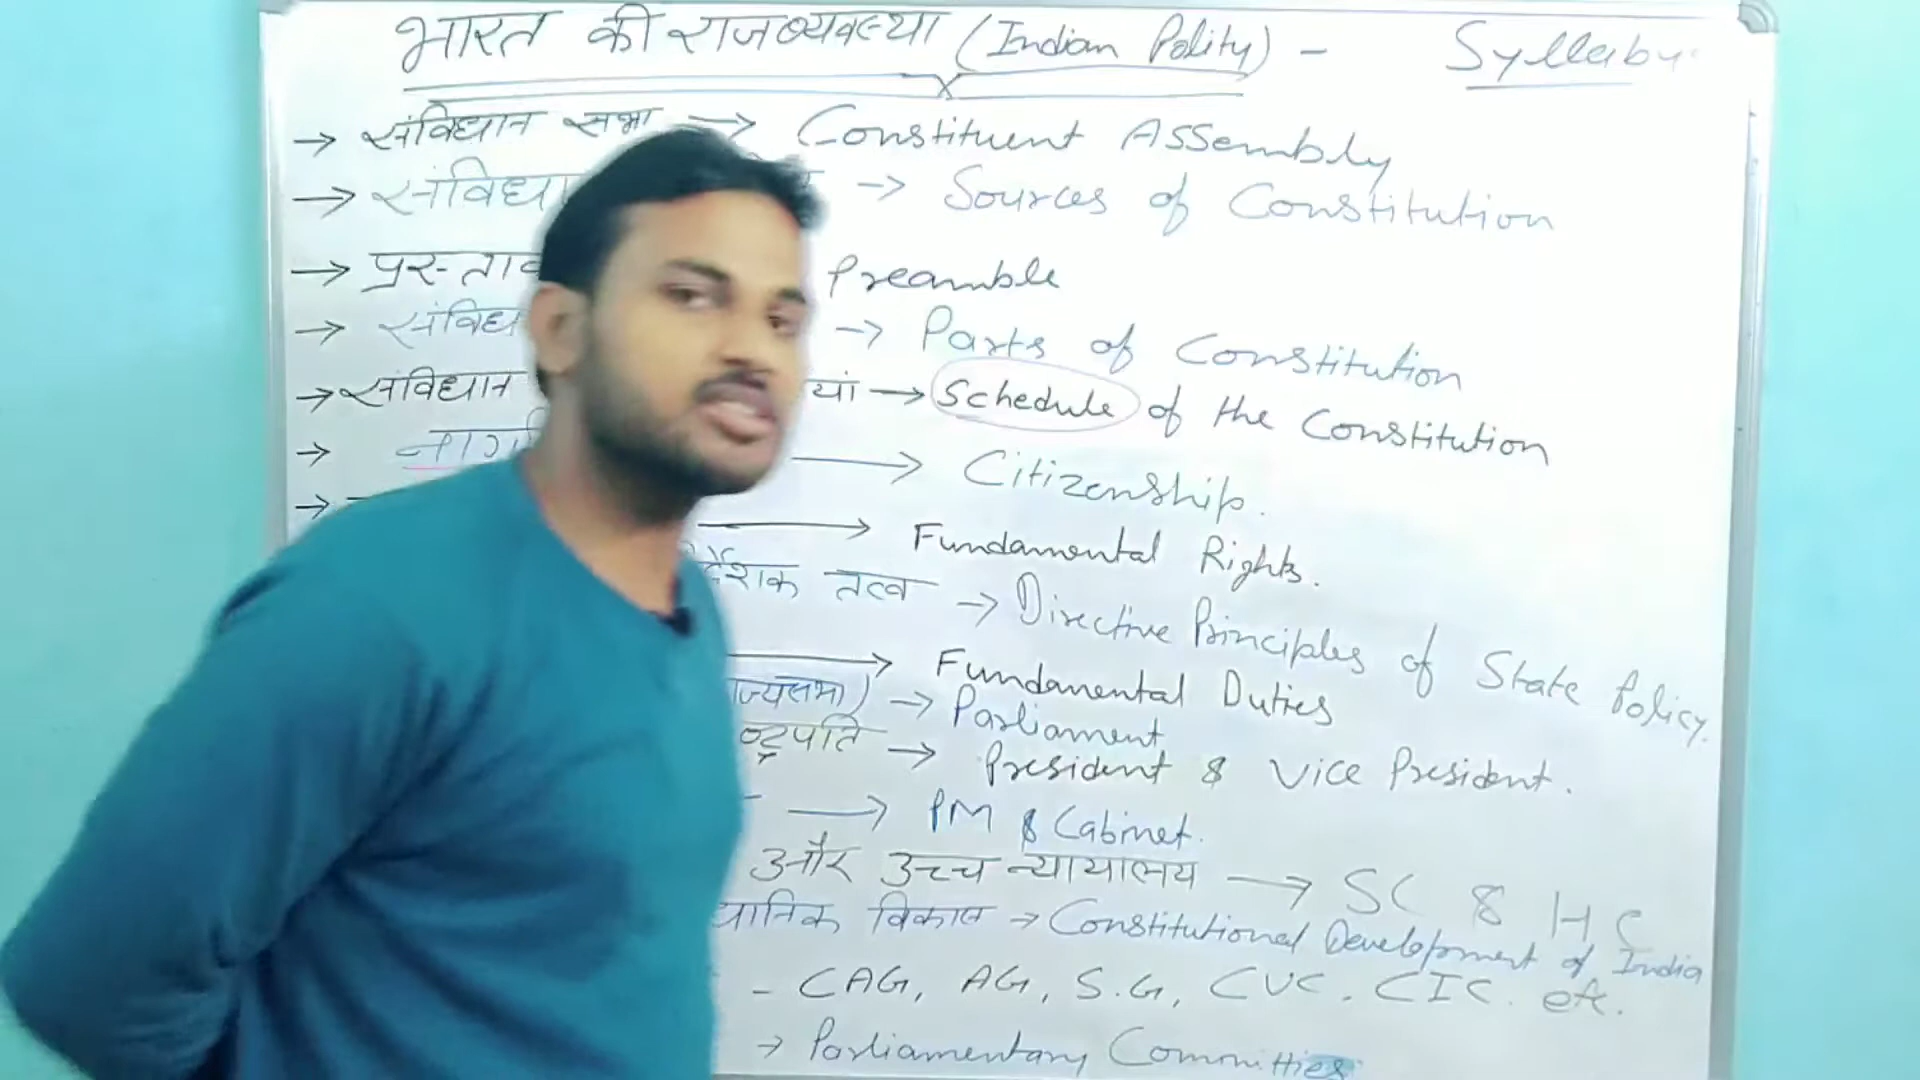 भारत की राजव्यवस्था (Indian Polity) - Syllabu
→ संविधान सभा → Constituent Assembly
→ संविधा → Sources of Constitution
→ प्रस्ताव Preamble
→ संविध → Parts of Constitution
→ संविधान यां → Schedule of the Constitution
→ नाग → Citizenship.
→ → Fundamental Rights.
र्देशक तत्व → Directive Principles of State Policy.
→ Fundamental Duties
ाज्यसभा) → Parliament
ष्ट्रपति → President & Vice President.
→ PM & Cabinet.
और उच्च न्यायालय → SC & HC
धानिक विकास → Constitutional Development of India
- CAG, AG, S.G, CVC, CIC. etc.
→ Parliamentary Committies